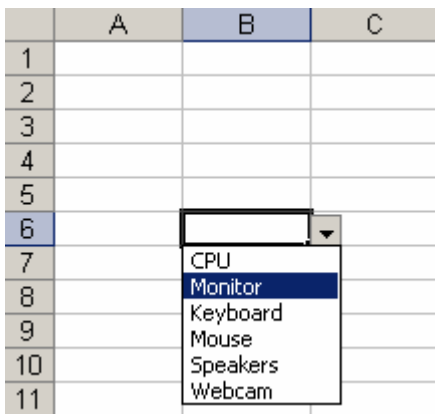 A B C
1
2
3
4
5
6
7 CPU
8 Monitor
Keyboard
9 Mouse
10 Speakers
11 Webcam